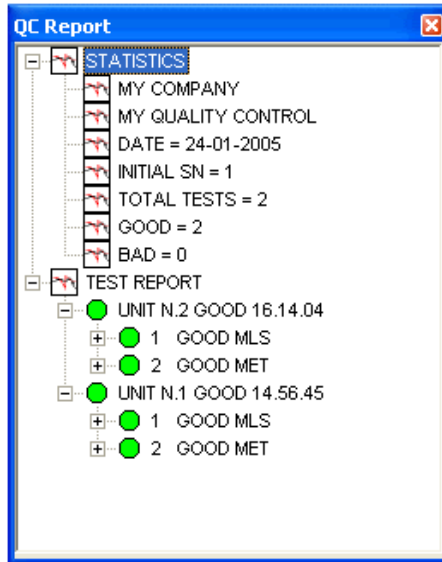 QC Report
STATISTICS
MY COMPANY
MY QUALITY CONTROL
DATE = 24-01-2005
INITIAL SN = 1
TOTAL TESTS = 2
GOOD = 2
BAD = 0
TEST REPORT
UNIT N.2 GOOD 16.14.04
1 GOOD MLS
2 GOOD MET
UNIT N.1 GOOD 14.56.45
1 GOOD MLS
2 GOOD MET